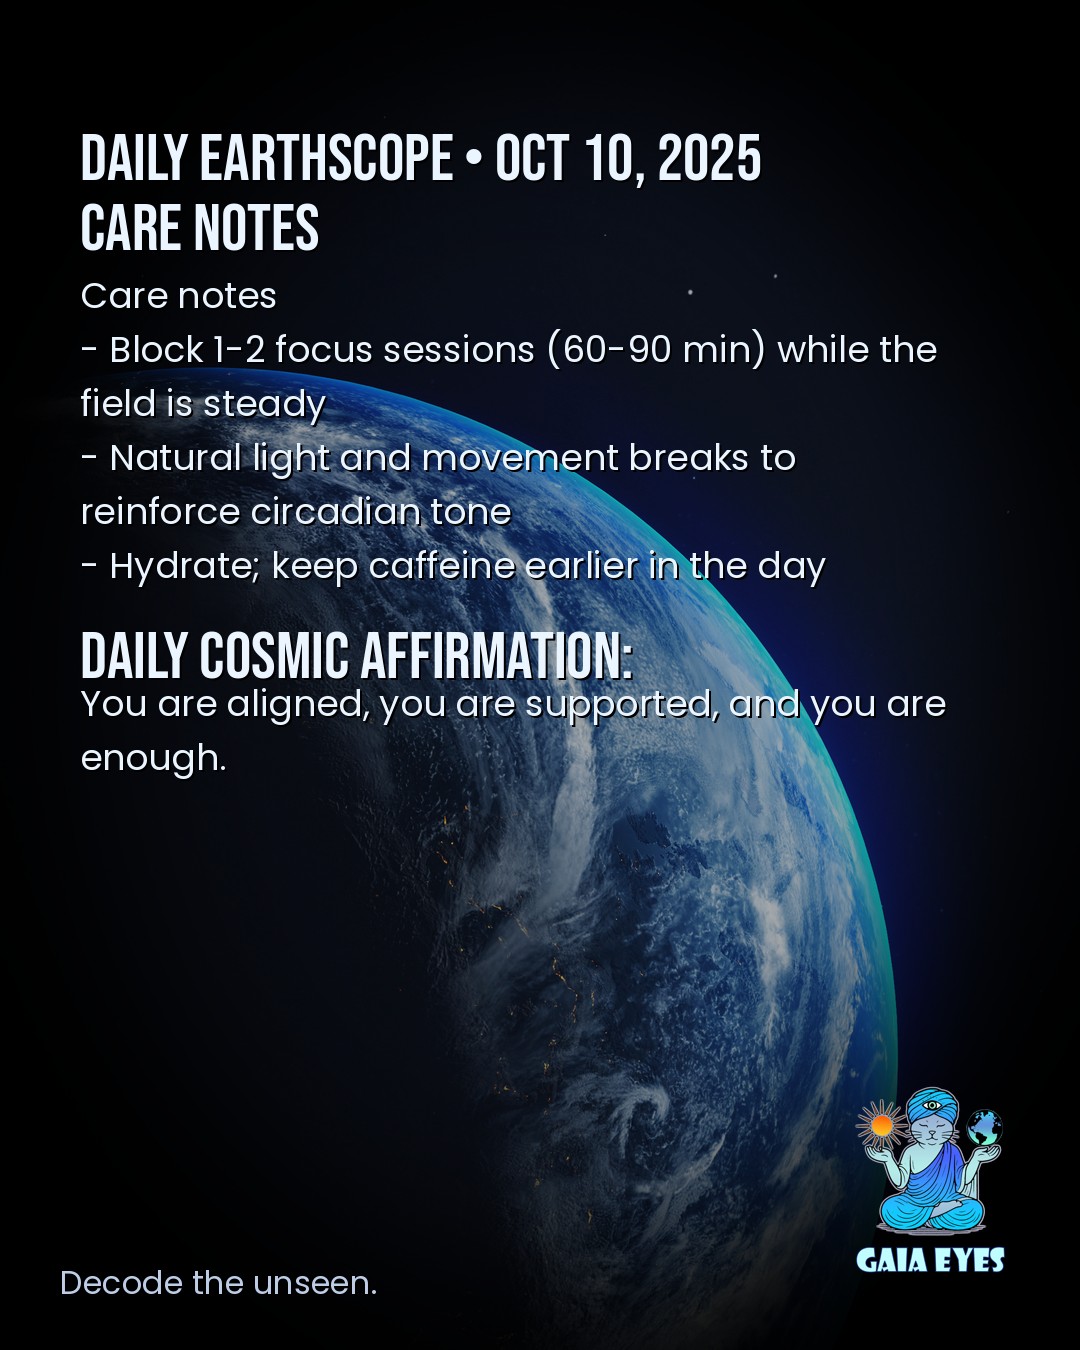 DAILY EARTHSCOPE • OCT 10, 2025
CARE NOTES
Care notes
- Block 1-2 focus sessions (60-90 min) while the
field is steady
- Natural light and movement breaks to
reinforce circadian tone
- Hydrate; keep caffeine earlier in the day
DAILY COSMIC AFFIRMATION:
You are aligned, you are supported, and you are
enough.
GAIA EYES
Decode the unseen.